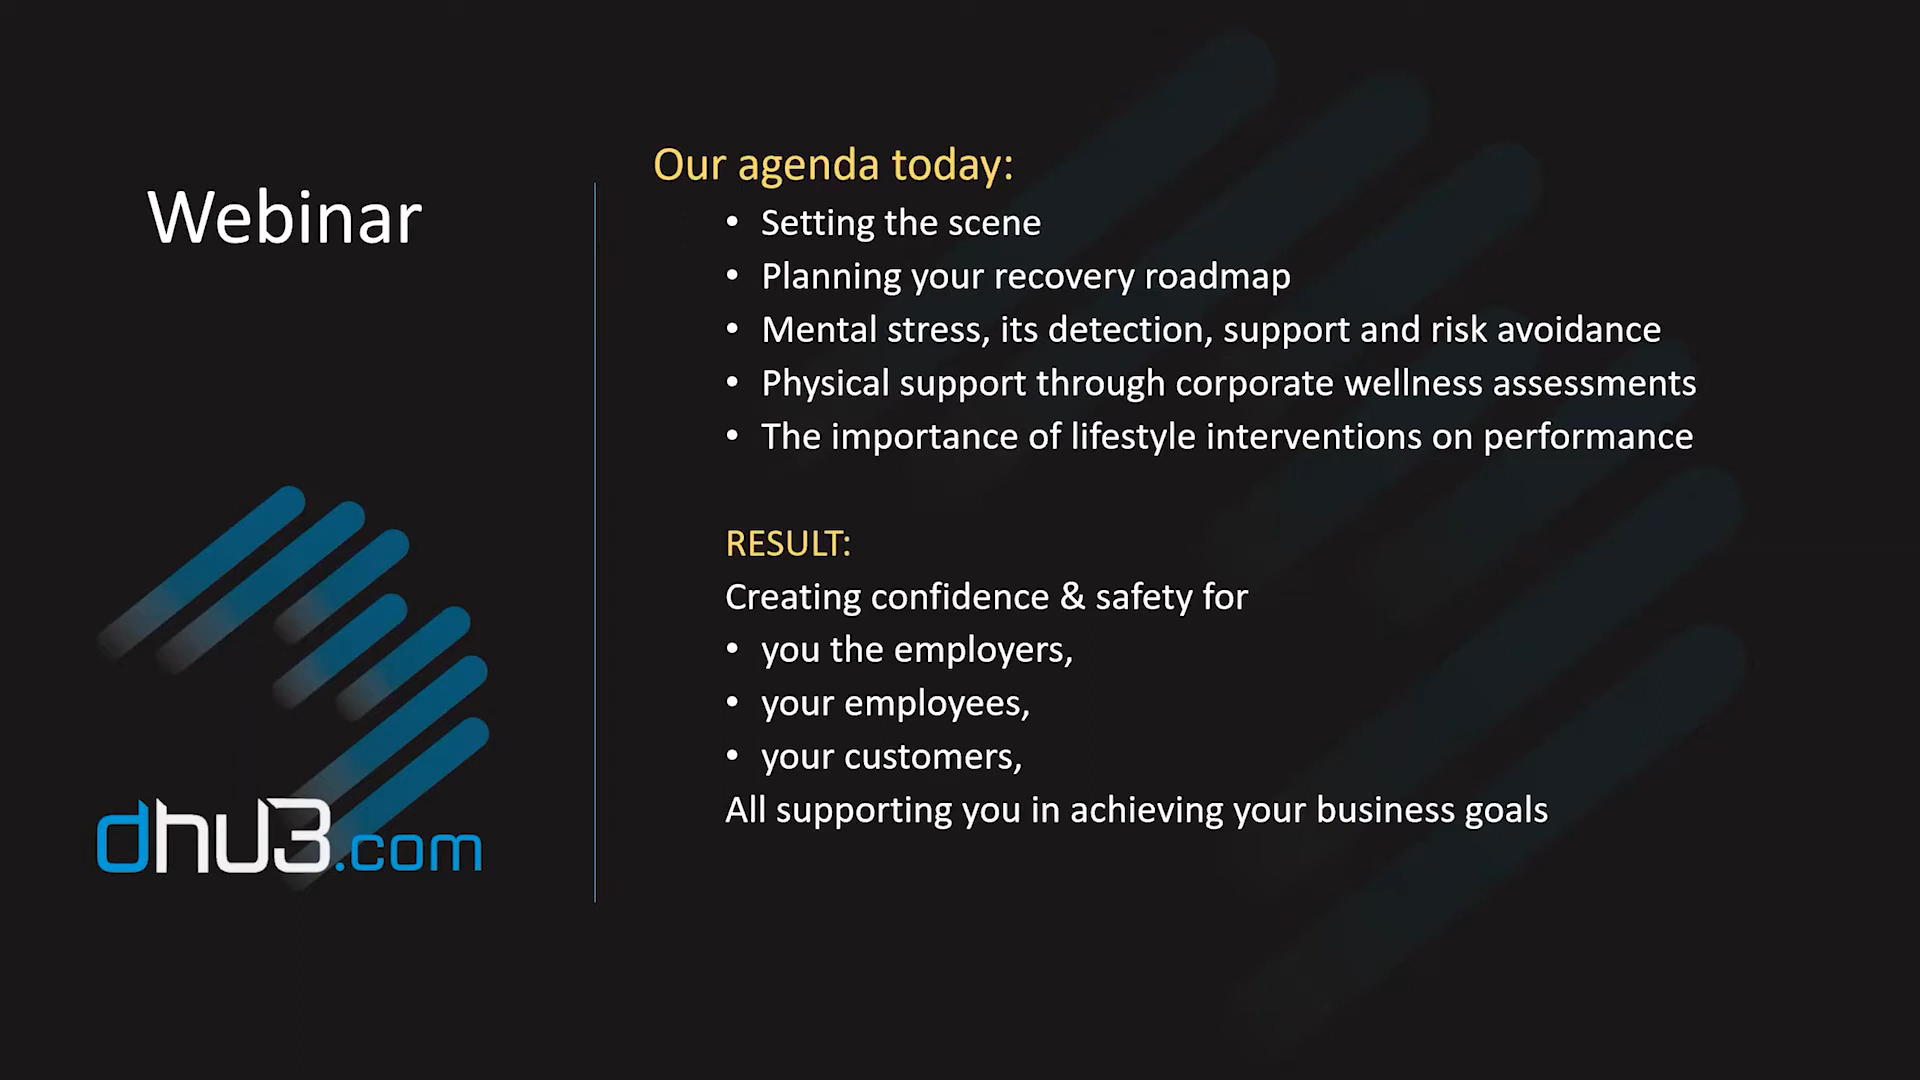 Webinar
dhu3.com
Our agenda today:
• Setting the scene
• Planning your recovery roadmap
• Mental stress, its detection, support and risk avoidance
• Physical support through corporate wellness assessments
• The importance of lifestyle interventions on performance
RESULT:
Creating confidence & safety for
• you the employers,
• your employees,
• your customers,
All supporting you in achieving your business goals